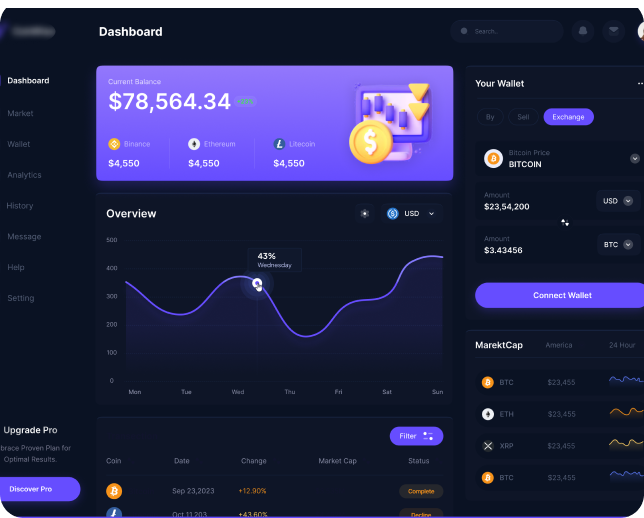 Dashboard
Search..
Dashboard
Market
Wallet
Analytics
History
Message
Help
Setting
Upgrade Pro
brace Proven Plan for
Optimal Results.
Discover Pro
Current Balance
$78,564.34
Binance
$4,550
Ethereum
$4,550
Litecoin
$4,550
Overview
USD
500
400
300
200
100
0
43%
Wednesday
Mon
Tue
Wed
Thu
Fri
Sat
Sun
Filter
Coin
Date
Change
Market Cap
Status
Sep 23,2023
+12.90%
Complete
Oct 11,203
+43.60%
Decline
Your Wallet
By
Sell
Exchange
Bitcoin Price
BITCOIN
Amount
$23,54,200
USD
Amount
$3.43456
BTC
Connect Wallet
MarektCap
America
24 Hour
BTC
$23,455
ETH
$23,455
XRP
$23,455
BTC
$23,455